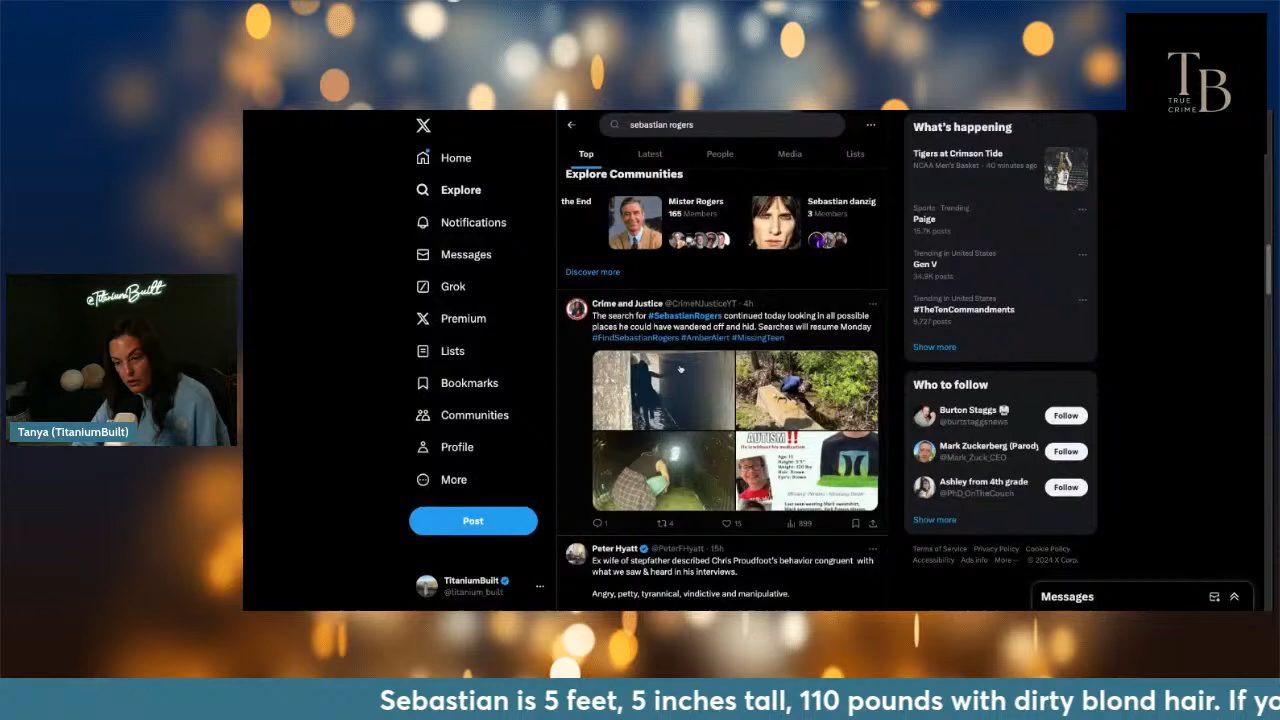 TB
TRUE
CRIME
X
Home
Explore
Notifications
Messages
Grok
Premium
Lists
Bookmarks
Communities
Profile
More
Post
TitaniumBuilt
@titanium_built
sebastian rogers
Top Latest People Media Lists
Explore Communities
the End
Mister Rogers
165 Members
Sebastian danzig
3 Members
Discover more
Crime and Justice @CrimeNJusticeYT · 4h
The search for #SebastianRogers continued today looking in all possible
places he could have wandered off and hid. Searches will resume Monday
#FindSebastianRogers #AmberAlert #MissingTeen
AUTISM!!
1 4 15 899
Peter Hyatt @PeterFHyatt · 15h
Ex wife of stepfather described Chris Proudfoot's behavior congruent with
what we saw & heard in his interviews.
Angry, petty, tyrannical, vindictive and manipulative.
What's happening
Tigers at Crimson Tide
NCAA Men's Basket · 40 minutes ago
Sports · Trending
Paige
15.7K posts
Trending in United States
Gen V
34.9K posts
Trending in United States
#TheTenCommandments
5,727 posts
Show more
Who to follow
Burton Staggs
@burtstaggsnews
Follow
Mark Zuckerberg (Parod)
@Mark_Zuck_CEO
Follow
Ashley from 4th grade
@PhD_OnTheCouch
Follow
Show more
Terms of Service Privacy Policy Cookie Policy
Accessibility Ads info More··· © 2024 X Corp.
Messages
@TitaniumBuilt
Tanya (TitaniumBuilt)
Sebastian is 5 feet, 5 inches tall, 110 pounds with dirty blond hair. If yo